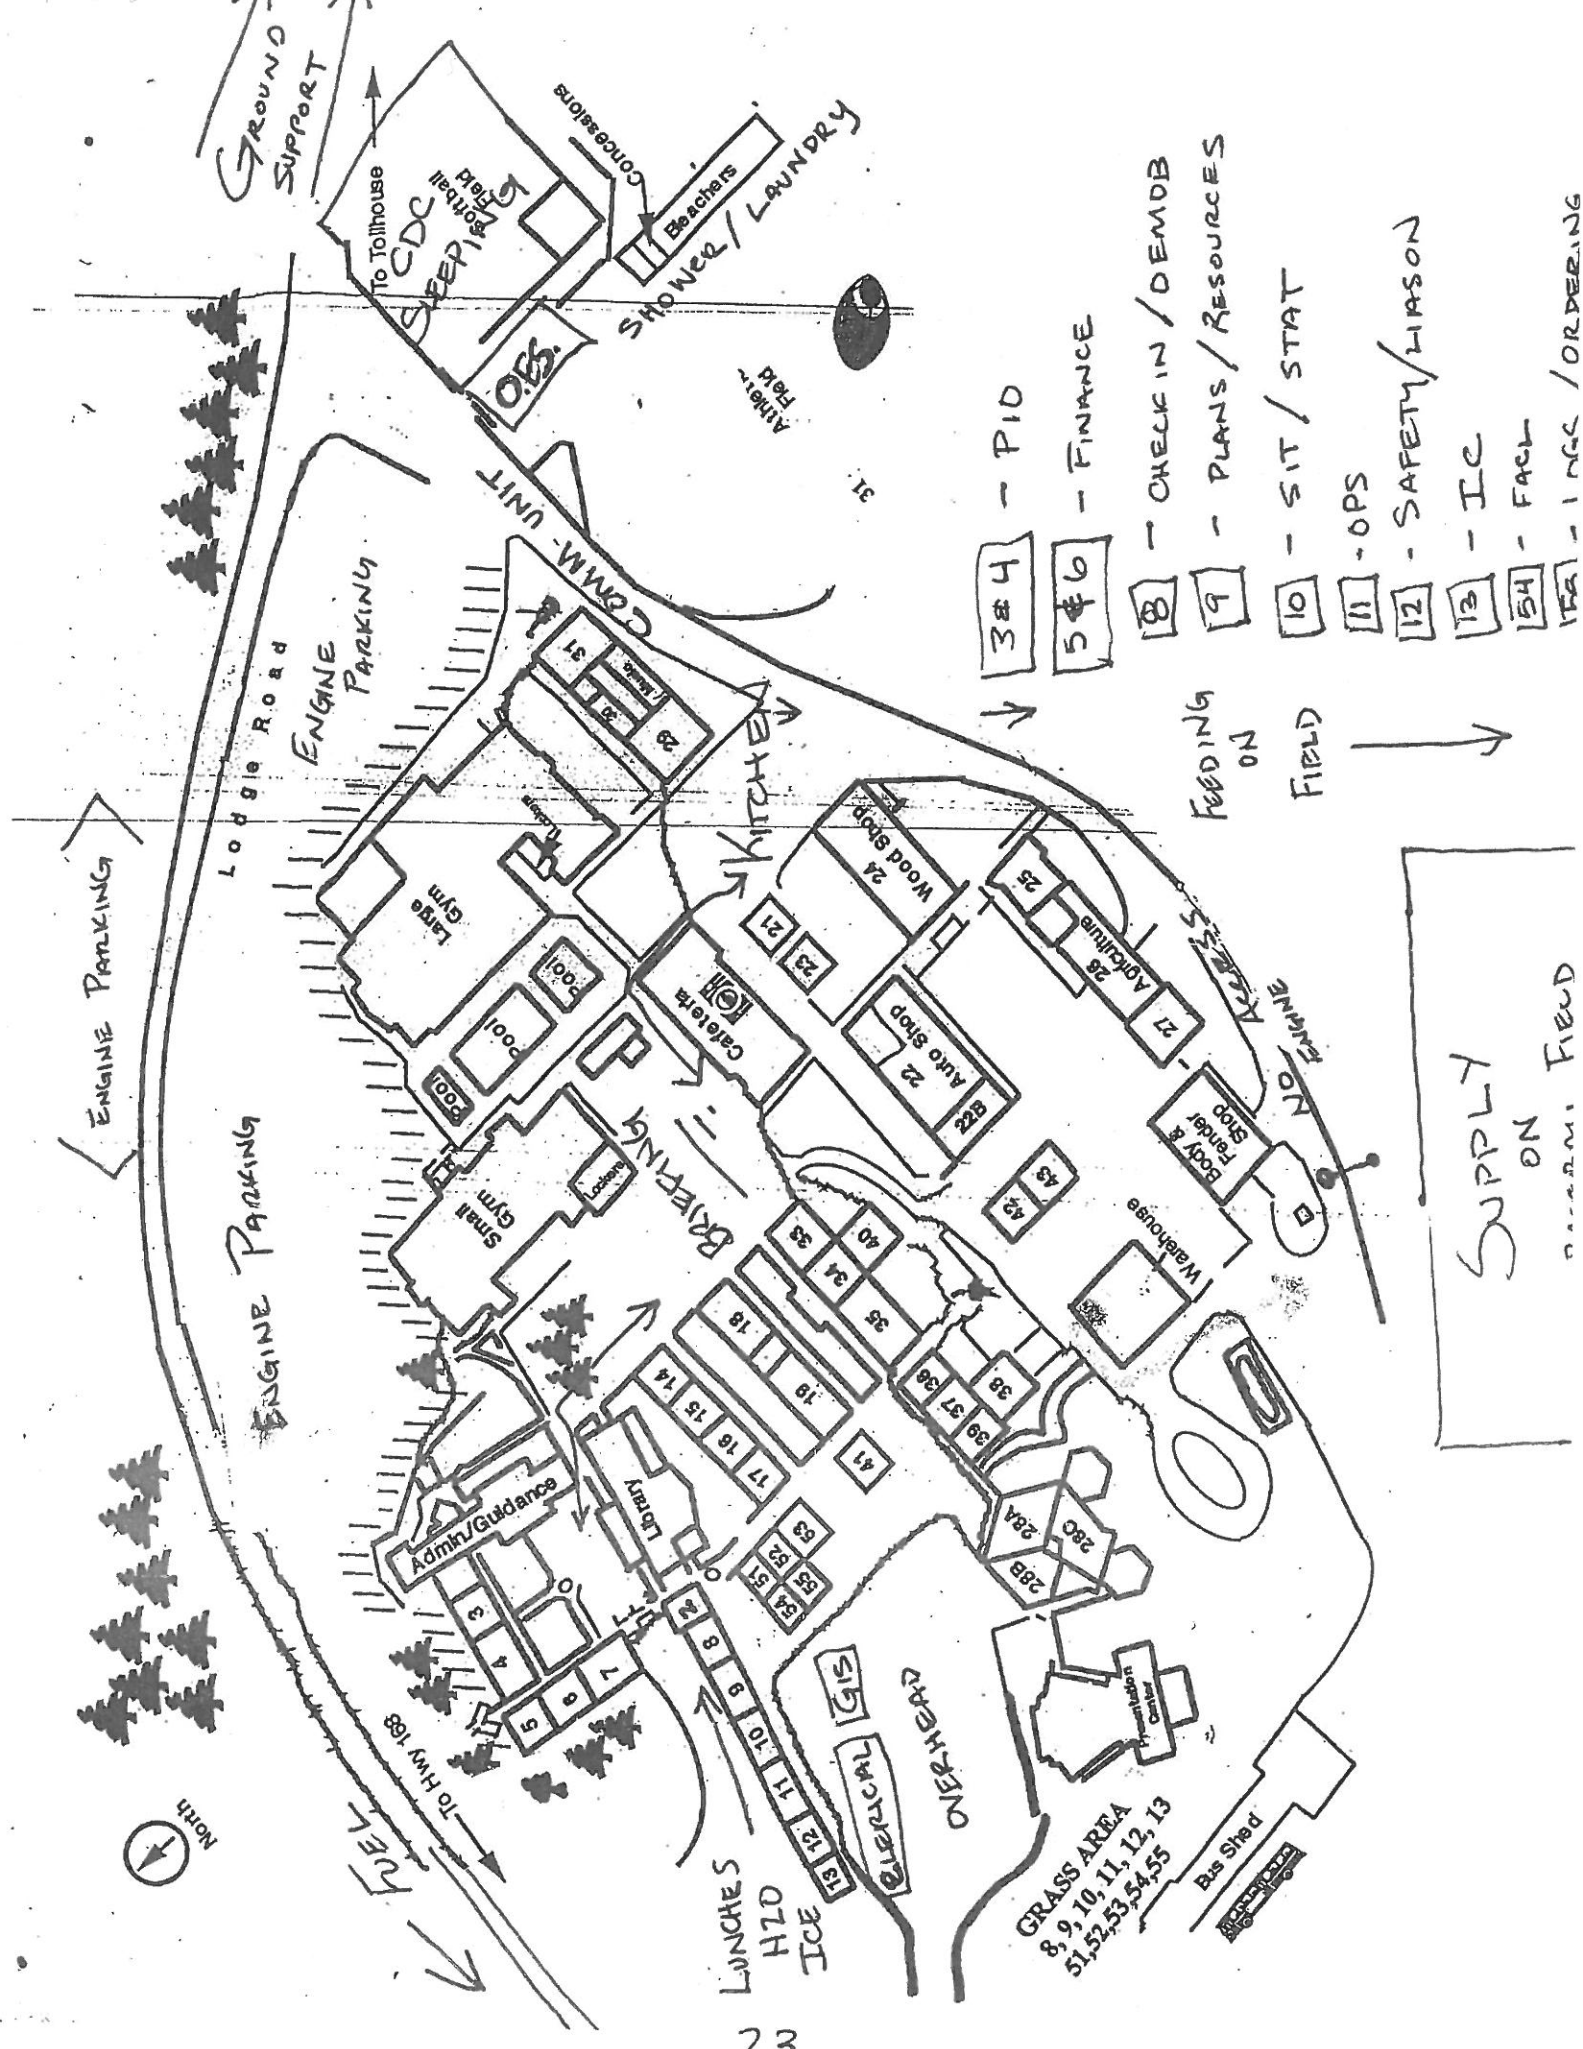 GROUND
SUPPORT
To Tollhouse
CDC
SLEEPING
Softball
Field
Concessions
Bleachers
SHOWER / LAUNDRY
O.E.S.
Field
31
COMM- UNIT
ENGINE
PARKING
Lodgle Road
< ENGINE PARKING >
ENGINE PARKING
31
30
29
Large
Gym
Lockers
Pool
Pool
Pool
Small
Gym
Lockers
Cafeteria
KITCHEN
BRIEFING
21
23
24
Wood Shop
22
Auto Shop
22B
25
26
Agriculture
27
Body &
Fender
Shop
NO ENGINE
ACCESS
Warehouse
42
43
33
34
35
40
36
37
38
39
41
18
19
14
15
16
17
Library
Admin/Guidance
3
4
5
6
7
2
8
9
10
11
12
13
51
52
53
54
55
28A
28B
28C
Presentation
Center
Bus Shed
GRASS AREA
8, 9, 10, 11, 12, 13
51,52,53,54,55
CLERICAL
GIS
OVERHEAD
LUNCHES
H2O
ICE
FUEL
To Hwy 168
North
3 & 4 - PIO
5 & 6 - FINANCE
8 - CHECK IN / DEMOB
9 - PLANS / RESOURCES
10 - SIT / STAT
11 - OPS
12 - SAFETY/LIASON
13 - IC
54 - FACL
/ ORDERING
FEEDING
ON
FIELD
SUPPLY
ON
FIELD
23